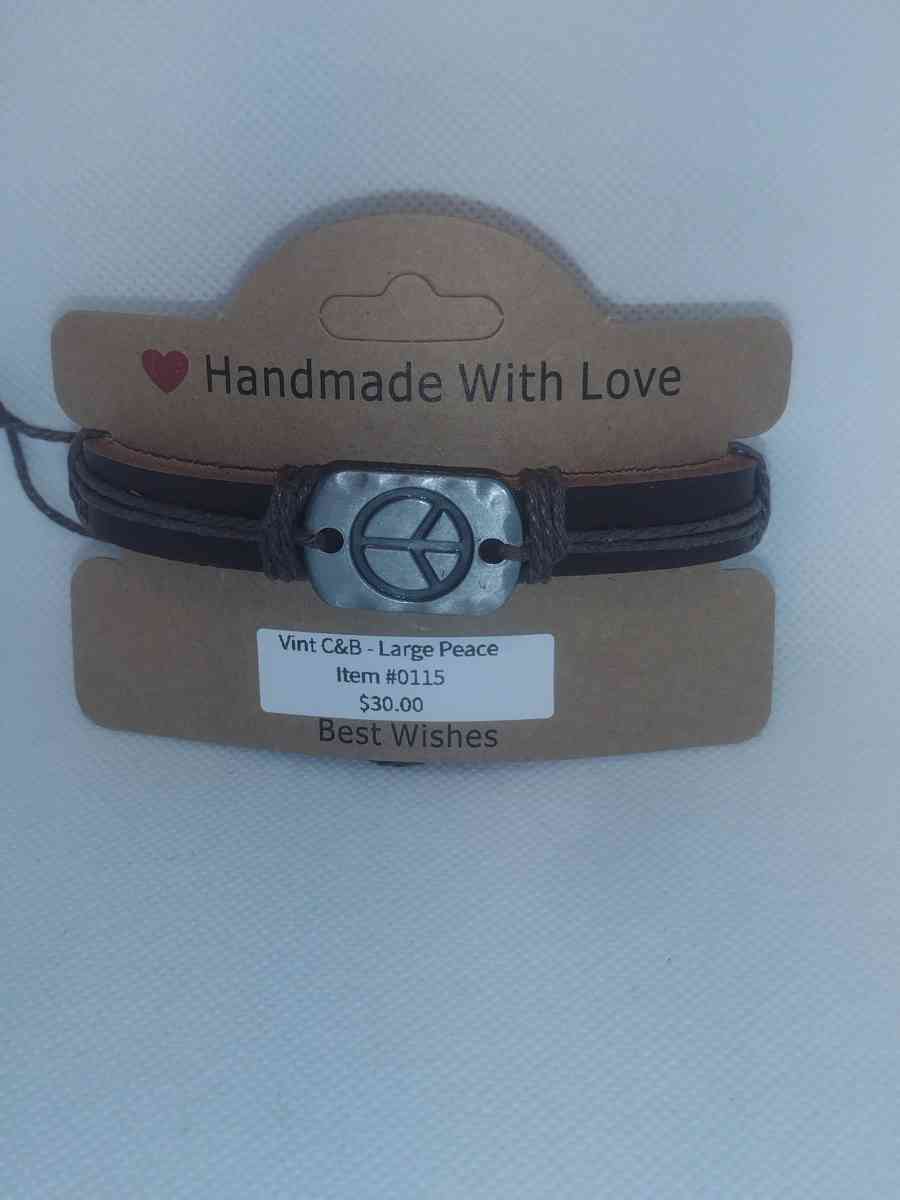 Handmade With Love
Vint C&B - Large Peace
Item #0115
$30.00
Best Wishes